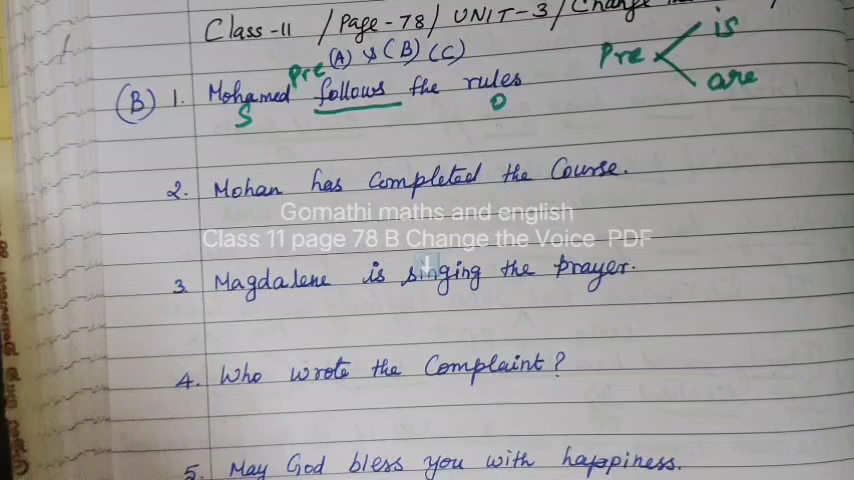 Class-11 / Page-78 / UNIT-3 / Change
(A) & (B) (C)
Pre
Pre is
are
(B) 1. Mohamed follows the rules
S O
2. Mohan has completed the Course.
Gomathi maths and english
Class 11 page 78 B Change the Voice PDF
3. Magdalene is singing the prayer.
4. Who wrote the Complaint?
5. May God bless you with happiness.